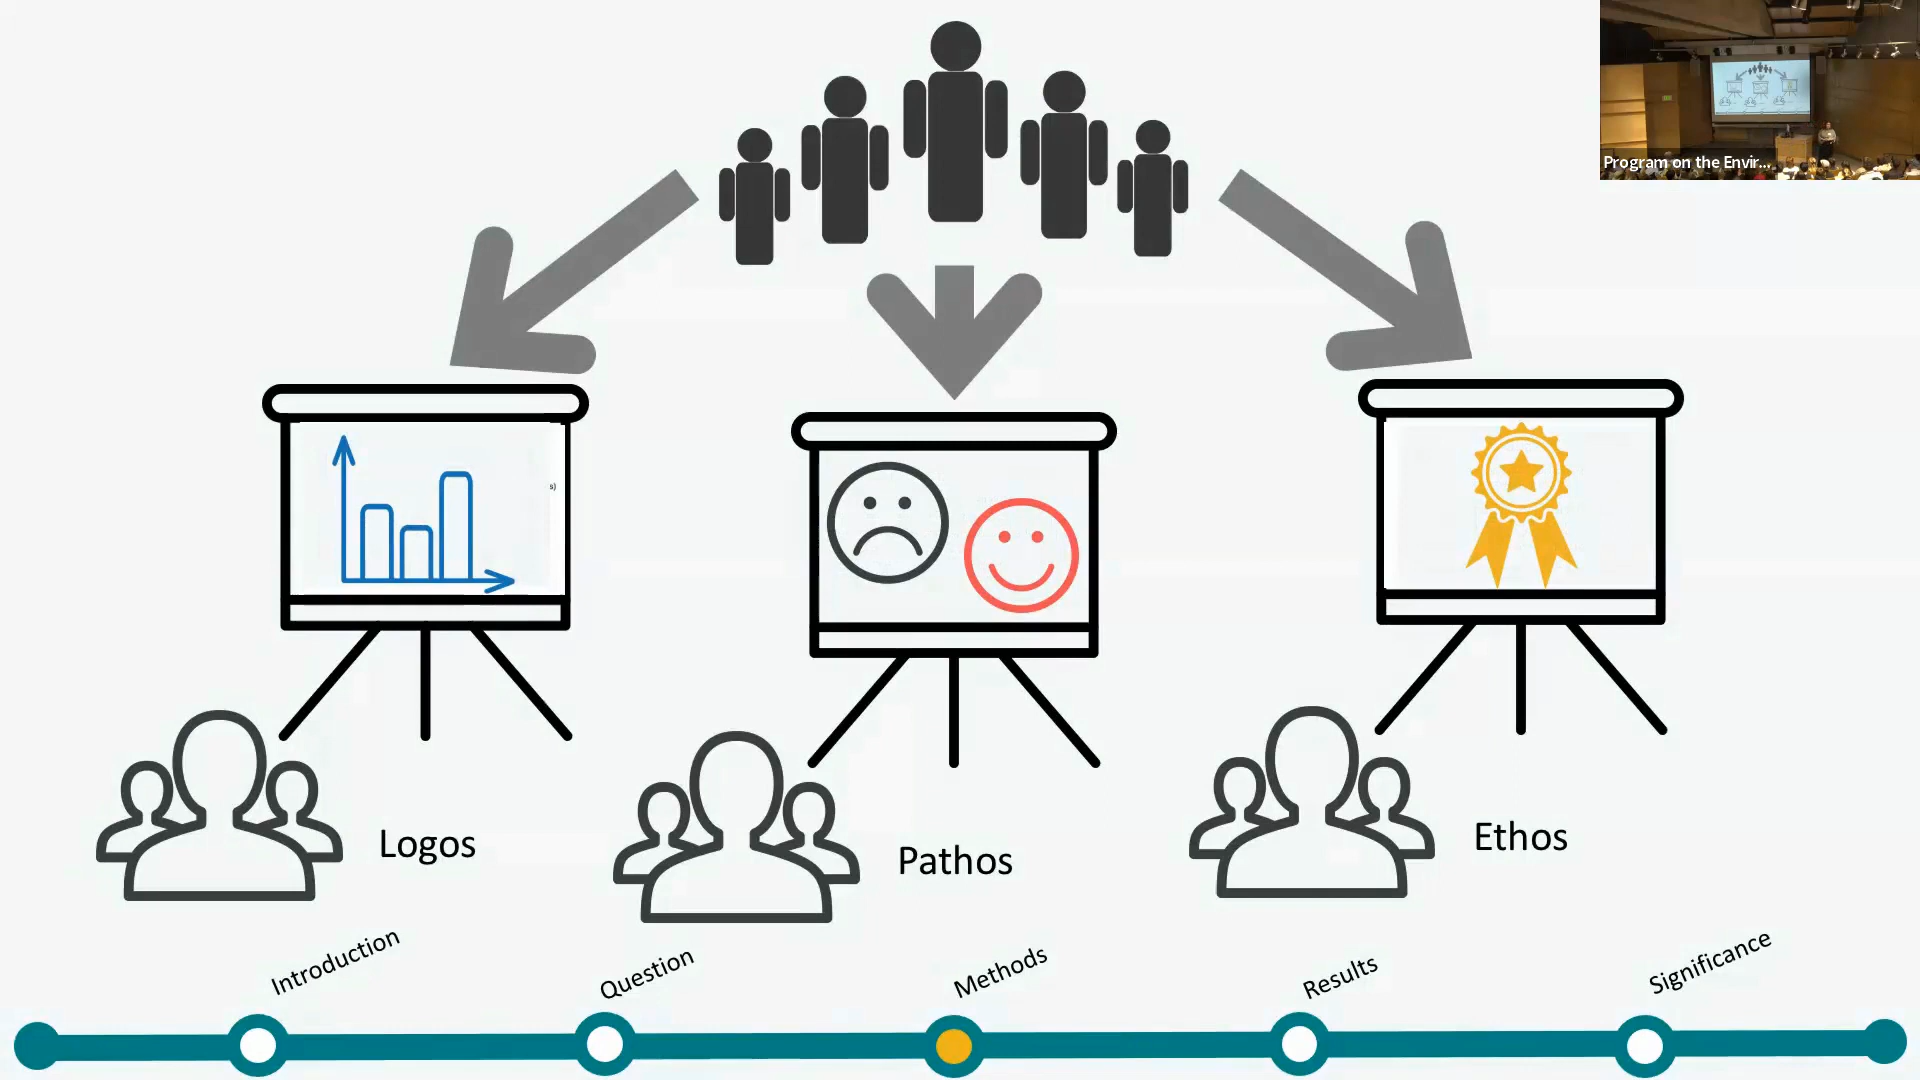 Program on the Envir...
s)
Logos
Pathos
Ethos
Introduction
Question
Methods
Results
Significance